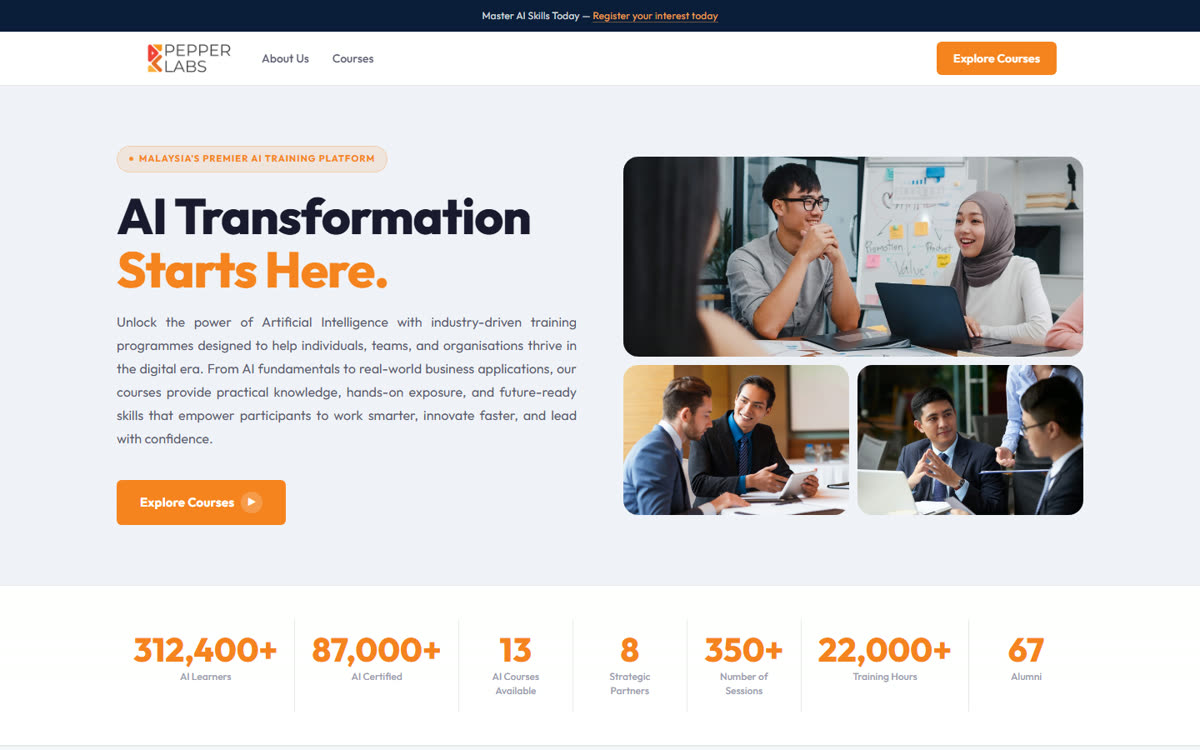 Master AI Skills Today — Register your interest today
PEPPER
LABS
About Us
Courses
Explore Courses
MALAYSIA'S PREMIER AI TRAINING PLATFORM
AI Transformation
Starts Here.
Unlock the power of Artificial Intelligence with industry-driven training
programmes designed to help individuals, teams, and organisations thrive in
the digital era. From AI fundamentals to real-world business applications, our
courses provide practical knowledge, hands-on exposure, and future-ready
skills that empower participants to work smarter, innovate faster, and lead
with confidence.
Explore Courses
Promotion
Product
"Value"
312,400+
AI Learners
87,000+
AI Certified
13
AI Courses
Available
8
Strategic
Partners
350+
Number of
Sessions
22,000+
Training Hours
67
Alumni